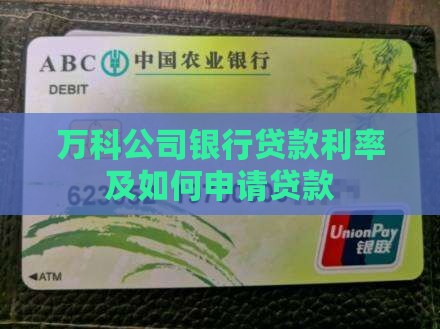 ABC 中国农业银行
DEBIT
万科公司银行贷款利率
及如何申请贷款
UnionPay
银联
◄ATM